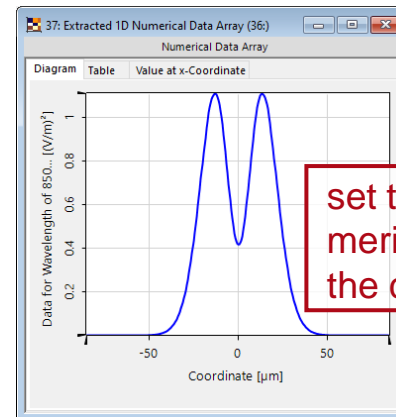 37: Extracted 1D Numerical Data Array (36:)
Numerical Data Array
Diagram Table Value at x-Coordinate
Data for Wavelength of 850... [(V/m)²]
1
0.8
0.6
0.4
0.2
-50 0 50
Coordinate [µm]
set t
meri
the